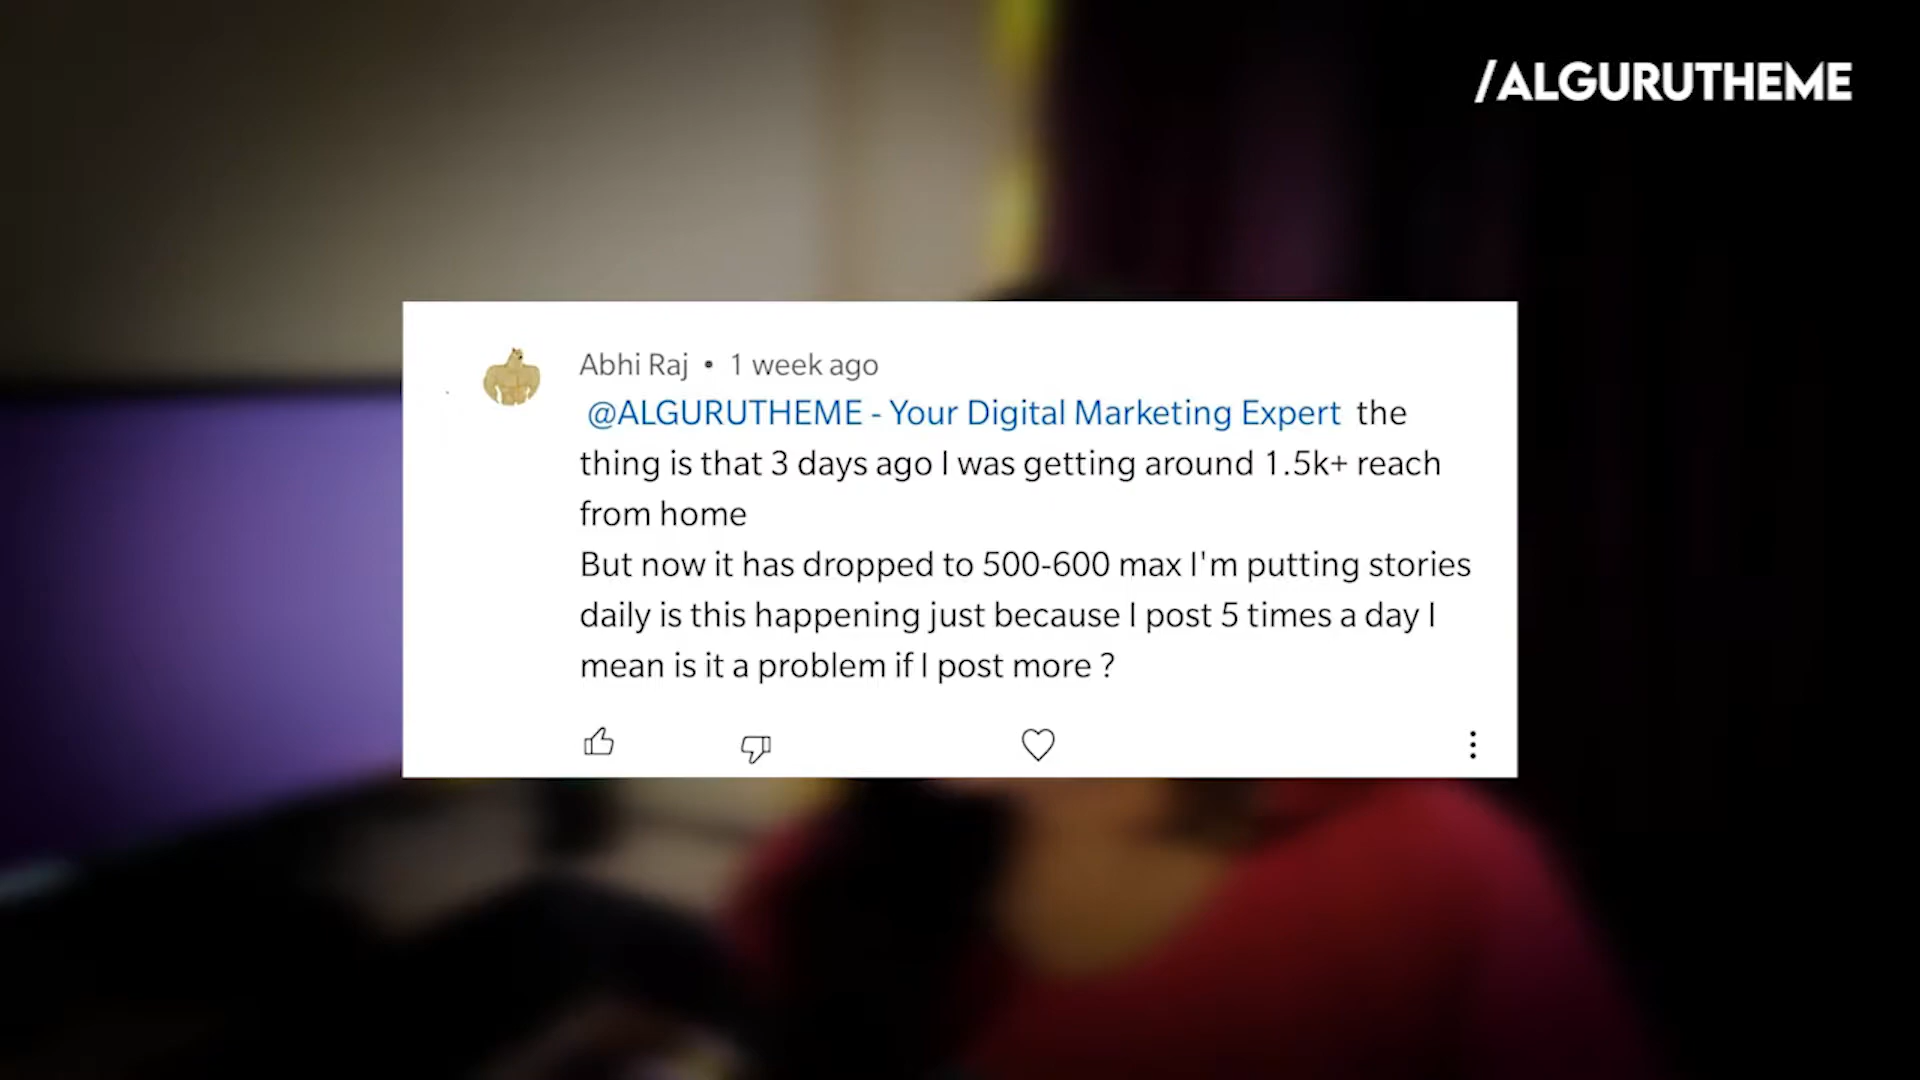 /ALGURUTHEME
Abhi Raj • 1 week ago
@ALGURUTHEME - Your Digital Marketing Expert the
thing is that 3 days ago I was getting around 1.5k+ reach
from home
But now it has dropped to 500-600 max I'm putting stories
daily is this happening just because I post 5 times a day I
mean is it a problem if I post more ?